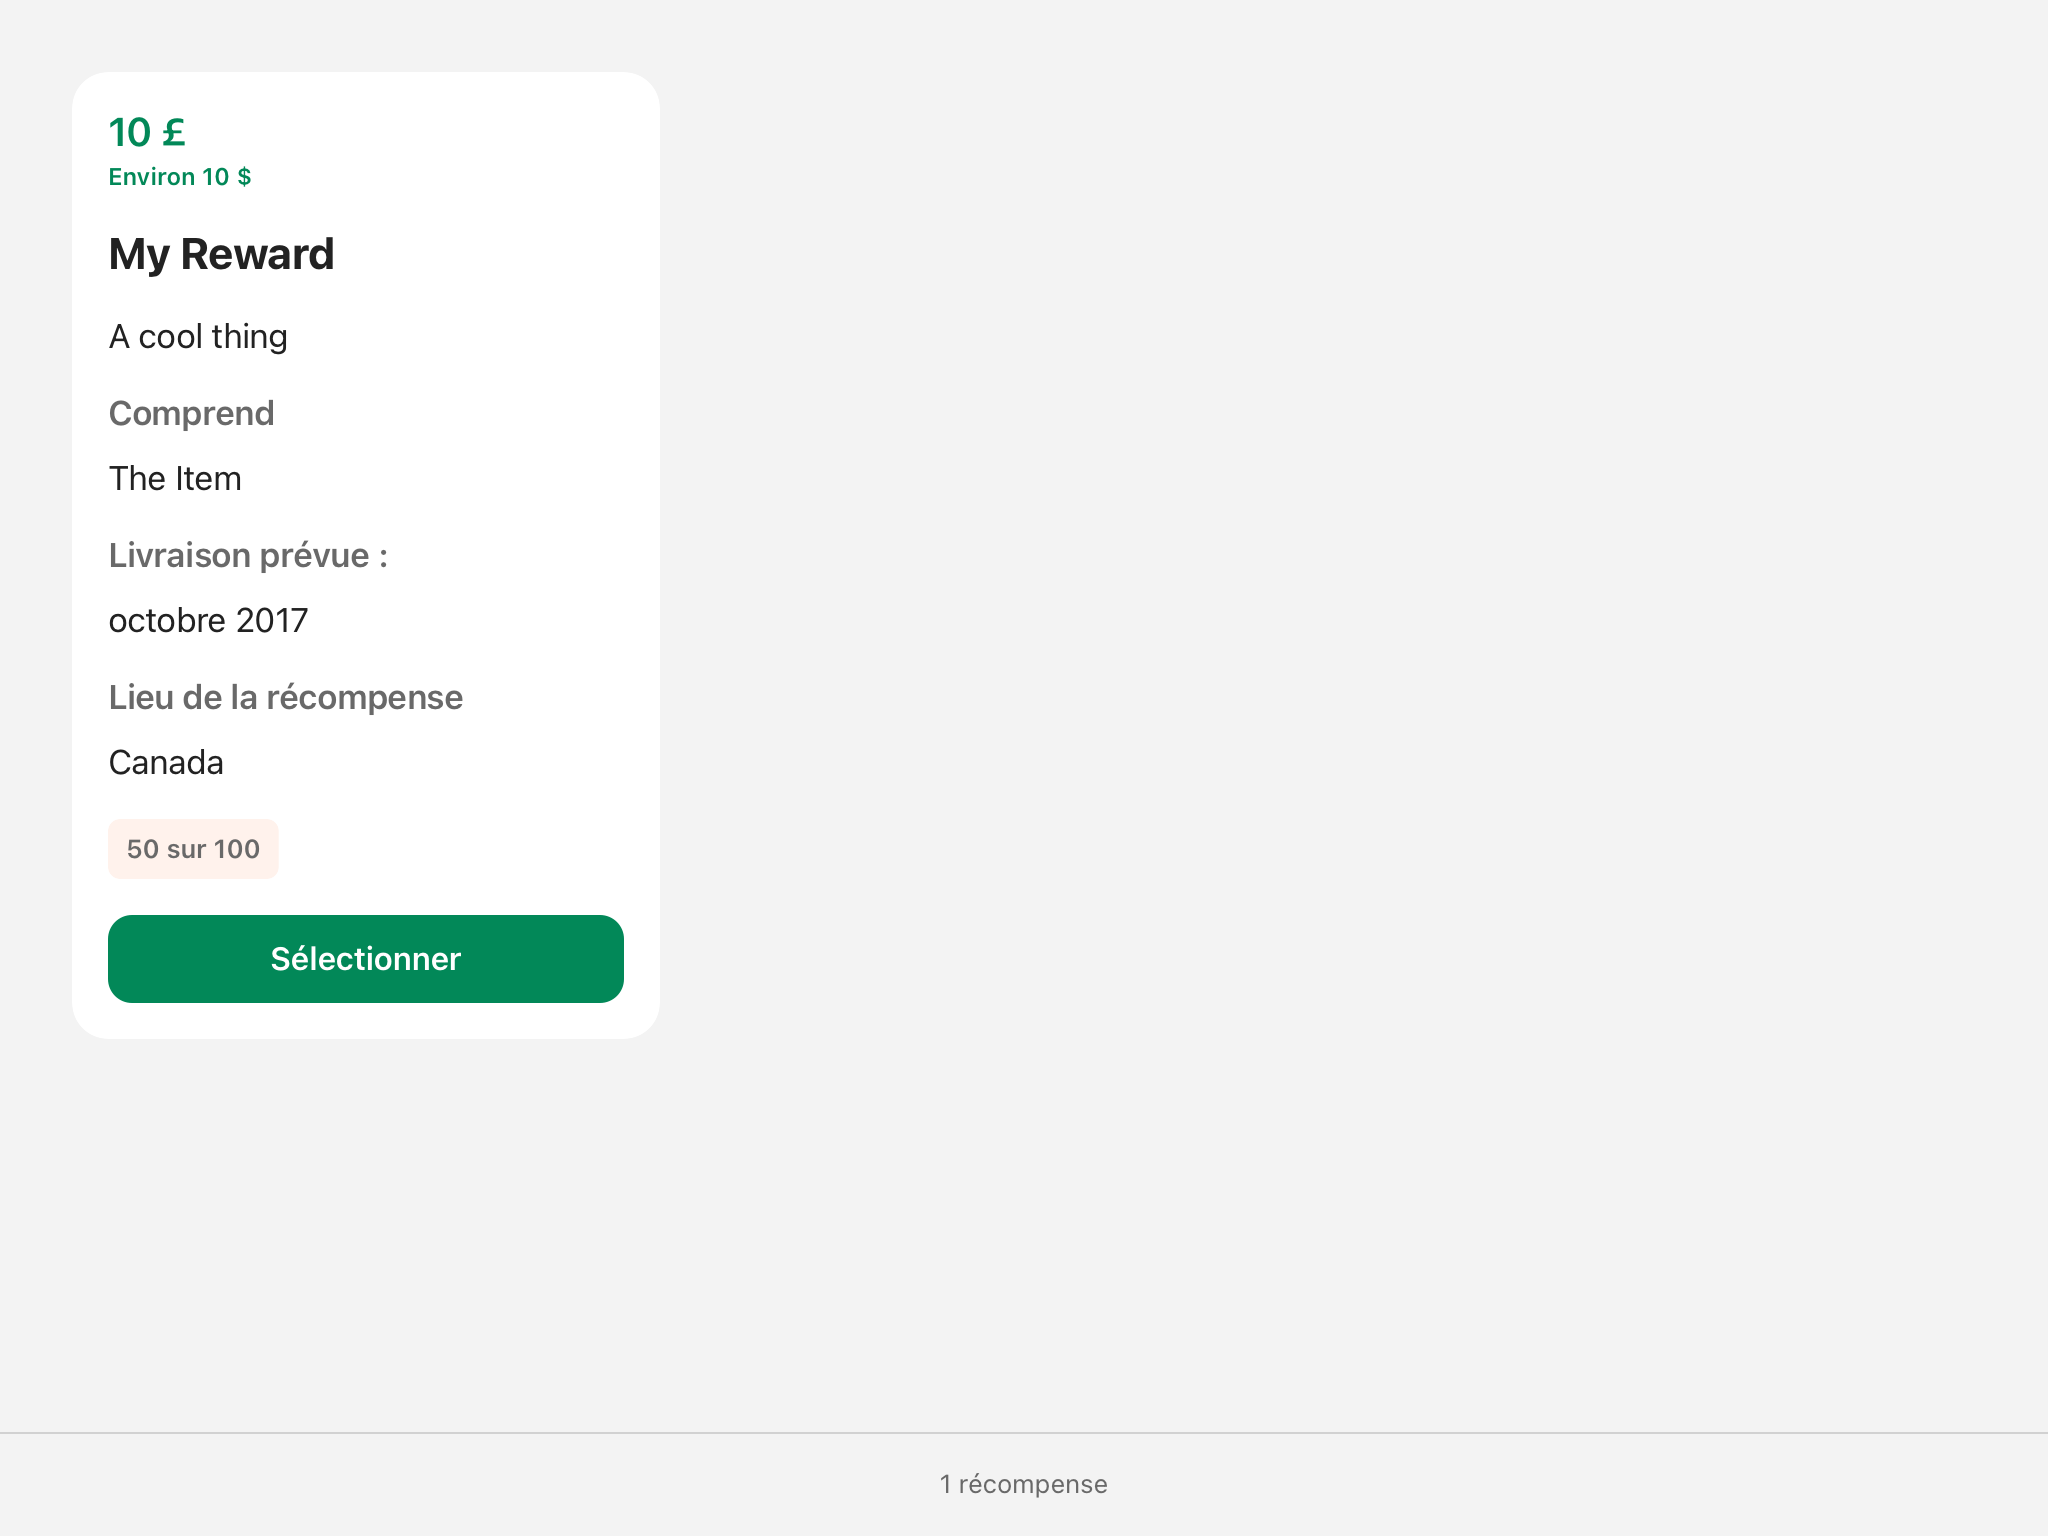 10 £
Environ 10 $
My Reward
A cool thing
Comprend
The Item
Livraison prévue :
octobre 2017
Lieu de la récompense
Canada
50 sur 100
Sélectionner
1 récompense